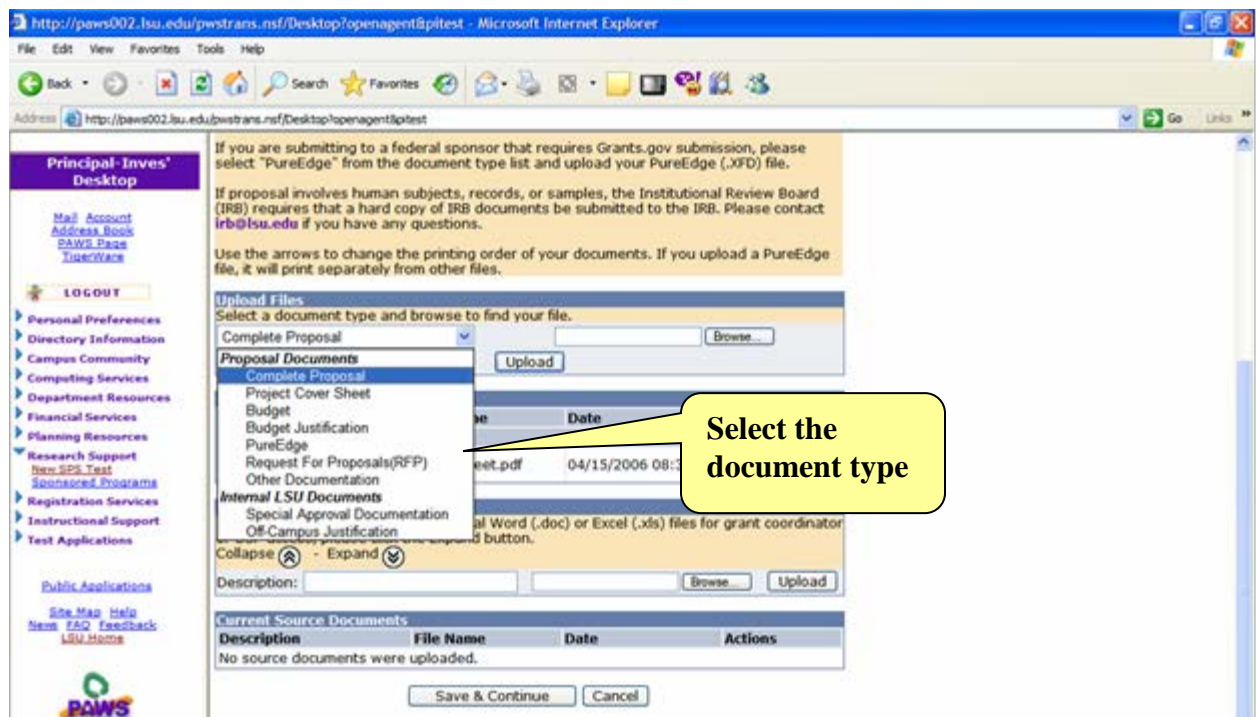 http://paws002.lsu.edu/pwstrans.nsf/Desktop?openagent&pitest - Microsoft Internet Explorer
File Edit View Favorites Tools Help
Back Search Favorites
Address http://paws002.lsu.edu/pwstrans.nsf/Desktop?openagent&pitest Go Links »
Principal-Inves'
Desktop
Mail Account
Address Book
PAWS Page
TigerWare
LOGOUT
Personal Preferences
Directory Information
Campus Community
Computing Services
Department Resources
Financial Services
Planning Resources
Research Support
New SPS Test
Sponsored Programs
Registration Services
Instructional Support
Test Applications
Public Applications
Site Map Help
News FAQ Feedback
LSU Home
PAWS
If you are submitting to a federal sponsor that requires Grants.gov submission, please
select "PureEdge" from the document type list and upload your PureEdge (.XFD) file.
If proposal involves human subjects, records, or samples, the Institutional Review Board
(IRB) requires that a hard copy of IRB documents be submitted to the IRB. Please contact
irb@lsu.edu if you have any questions.
Use the arrows to change the printing order of your documents. If you upload a PureEdge
file, it will print separately from other files.
Upload Files
Select a document type and browse to find your file.
Complete Proposal Browse...
Upload
Proposal Documents
Complete Proposal
Project Cover Sheet
Budget
Budget Justification
PureEdge
Request For Proposals(RFP)
Other Documentation
Internal LSU Documents
Special Approval Documentation
Off-Campus Justification
Date
eet.pdf 04/15/2006 08:3
Select the
document type
al Word (.doc) or Excel (.xls) files for grant coordinator
d button.
Collapse - Expand
Description: Browse... Upload
Current Source Documents
Description File Name Date Actions
No source documents were uploaded.
Save & Continue Cancel